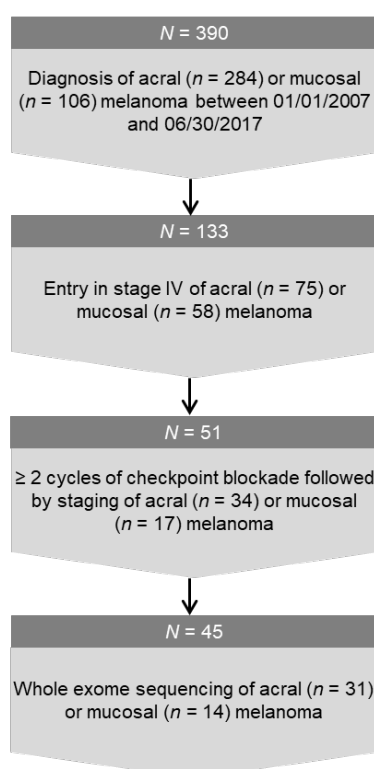 N = 390
Diagnosis of acral (n = 284) or mucosal
(n = 106) melanoma between 01/01/2007
and 06/30/2017
N = 133
Entry in stage IV of acral (n = 75) or
mucosal (n = 58) melanoma
N = 51
≥ 2 cycles of checkpoint blockade followed
by staging of acral (n = 34) or mucosal
(n = 17) melanoma
N = 45
Whole exome sequencing of acral (n = 31)
or mucosal (n = 14) melanoma